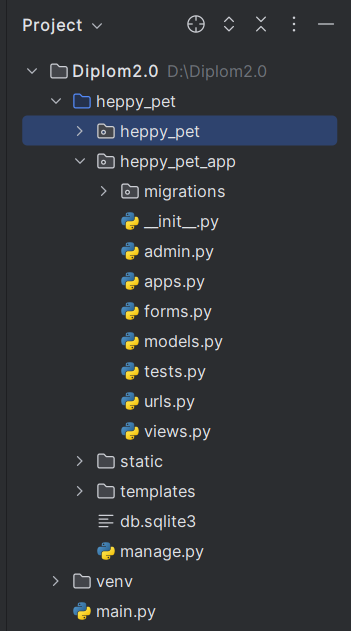 Project
Diplom2.0 D:\Diplom2.0
heppy_pet
heppy_pet
heppy_pet_app
migrations
__init__.py
admin.py
apps.py
forms.py
models.py
tests.py
urls.py
views.py
static
templates
db.sqlite3
manage.py
venv
main.py